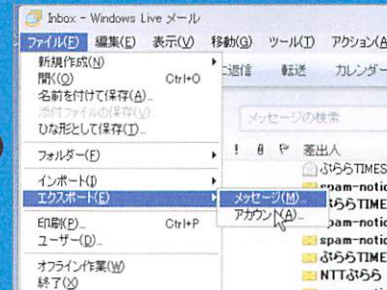 Inbox - Windows Live メール
ファイル(F) 編集(E) 表示(V) 移動(G) ツール(T) アクション(A
新規作成(N)
開く(O) Ctrl+O
名前を付けて保存(A)...
添付ファイルの保存(V)...
ひな形として保存(T)...
フォルダー(F)
インポート(I)
エクスポート(E)
印刷(P)... Ctrl+P
ユーザー(D)...
オフライン作業(W)
終了(X)
メッセージ(M)...
アカウント(A)...
返信 転送 カレンダー
メッセージの検索
! 差出人
ぷららTIMES
spam-notic
ぷららTIMES
spam-notic
spam-notic
ぷららTIME
NTTぷらら